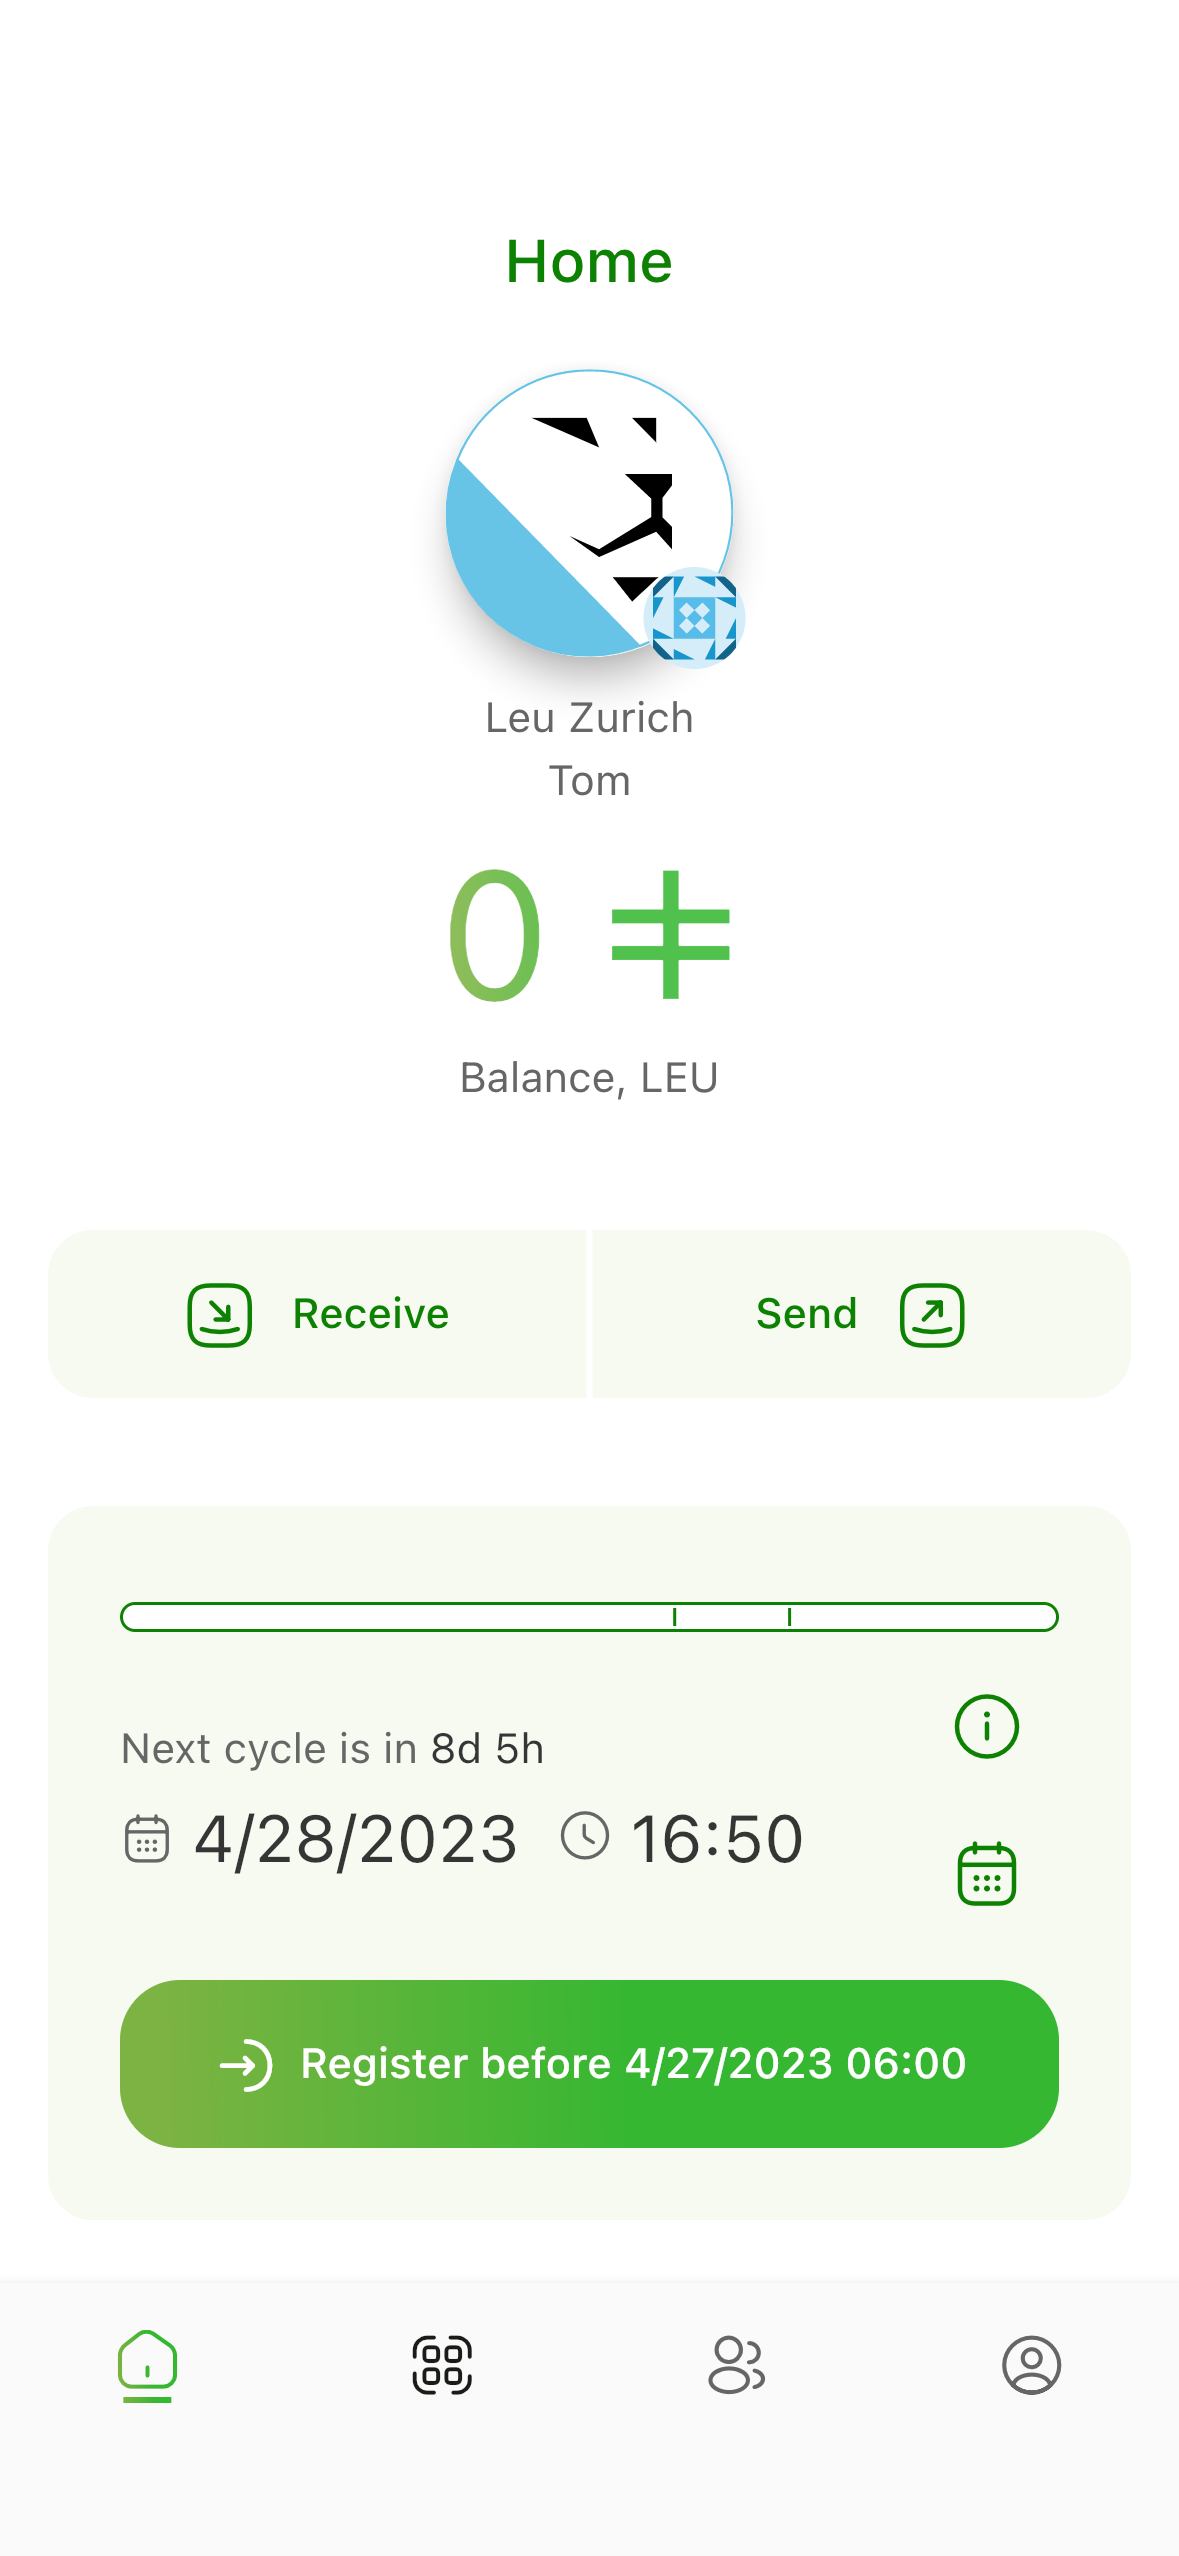 Home
Leu Zurich
Tom
0 ⧧
Balance, LEU
Receive
Send
Next cycle is in 8d 5h
4/28/2023 16:50
Register before 4/27/2023 06:00